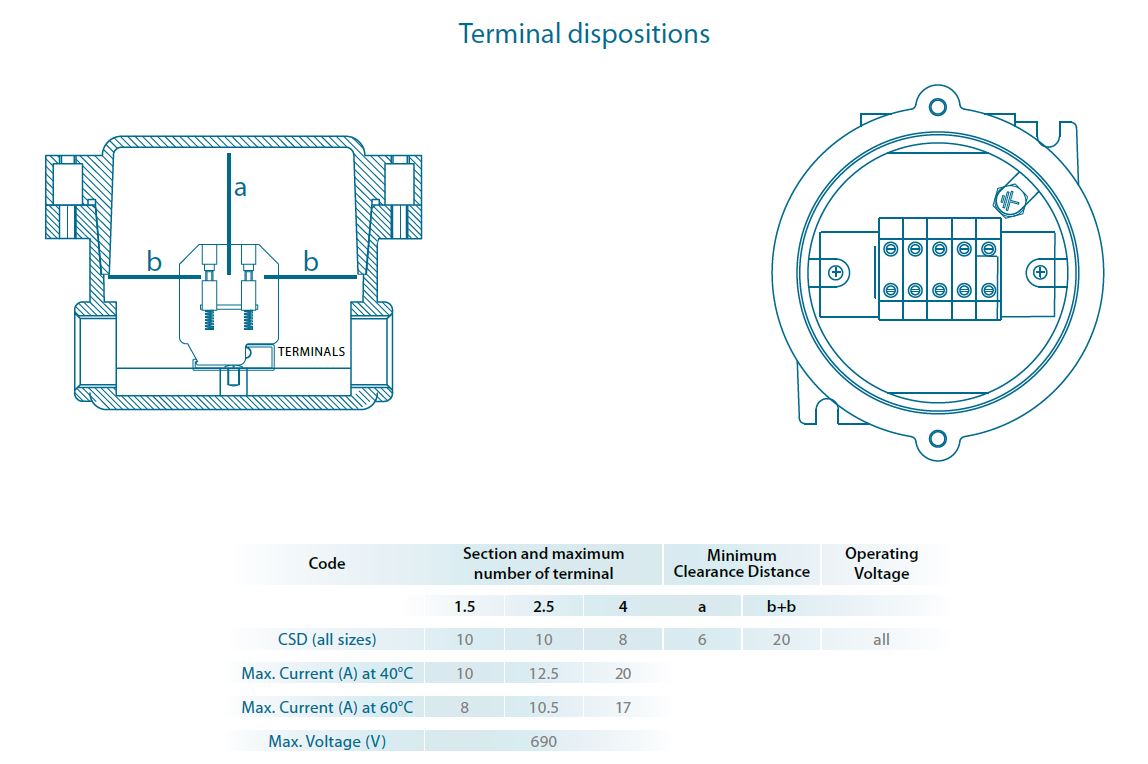 Terminal dispositions
a
b
b
TERMINALS
Code
Section and maximum
number of terminal
Minimum
Clearance Distance
Operating
Voltage
1.5 2.5 4 a b+b
CSD (all sizes) 10 10 8 6 20 all
Max. Current (A) at 40°C 10 12.5 20
Max. Current (A) at 60°C 8 10.5 17
Max. Voltage (V) 690